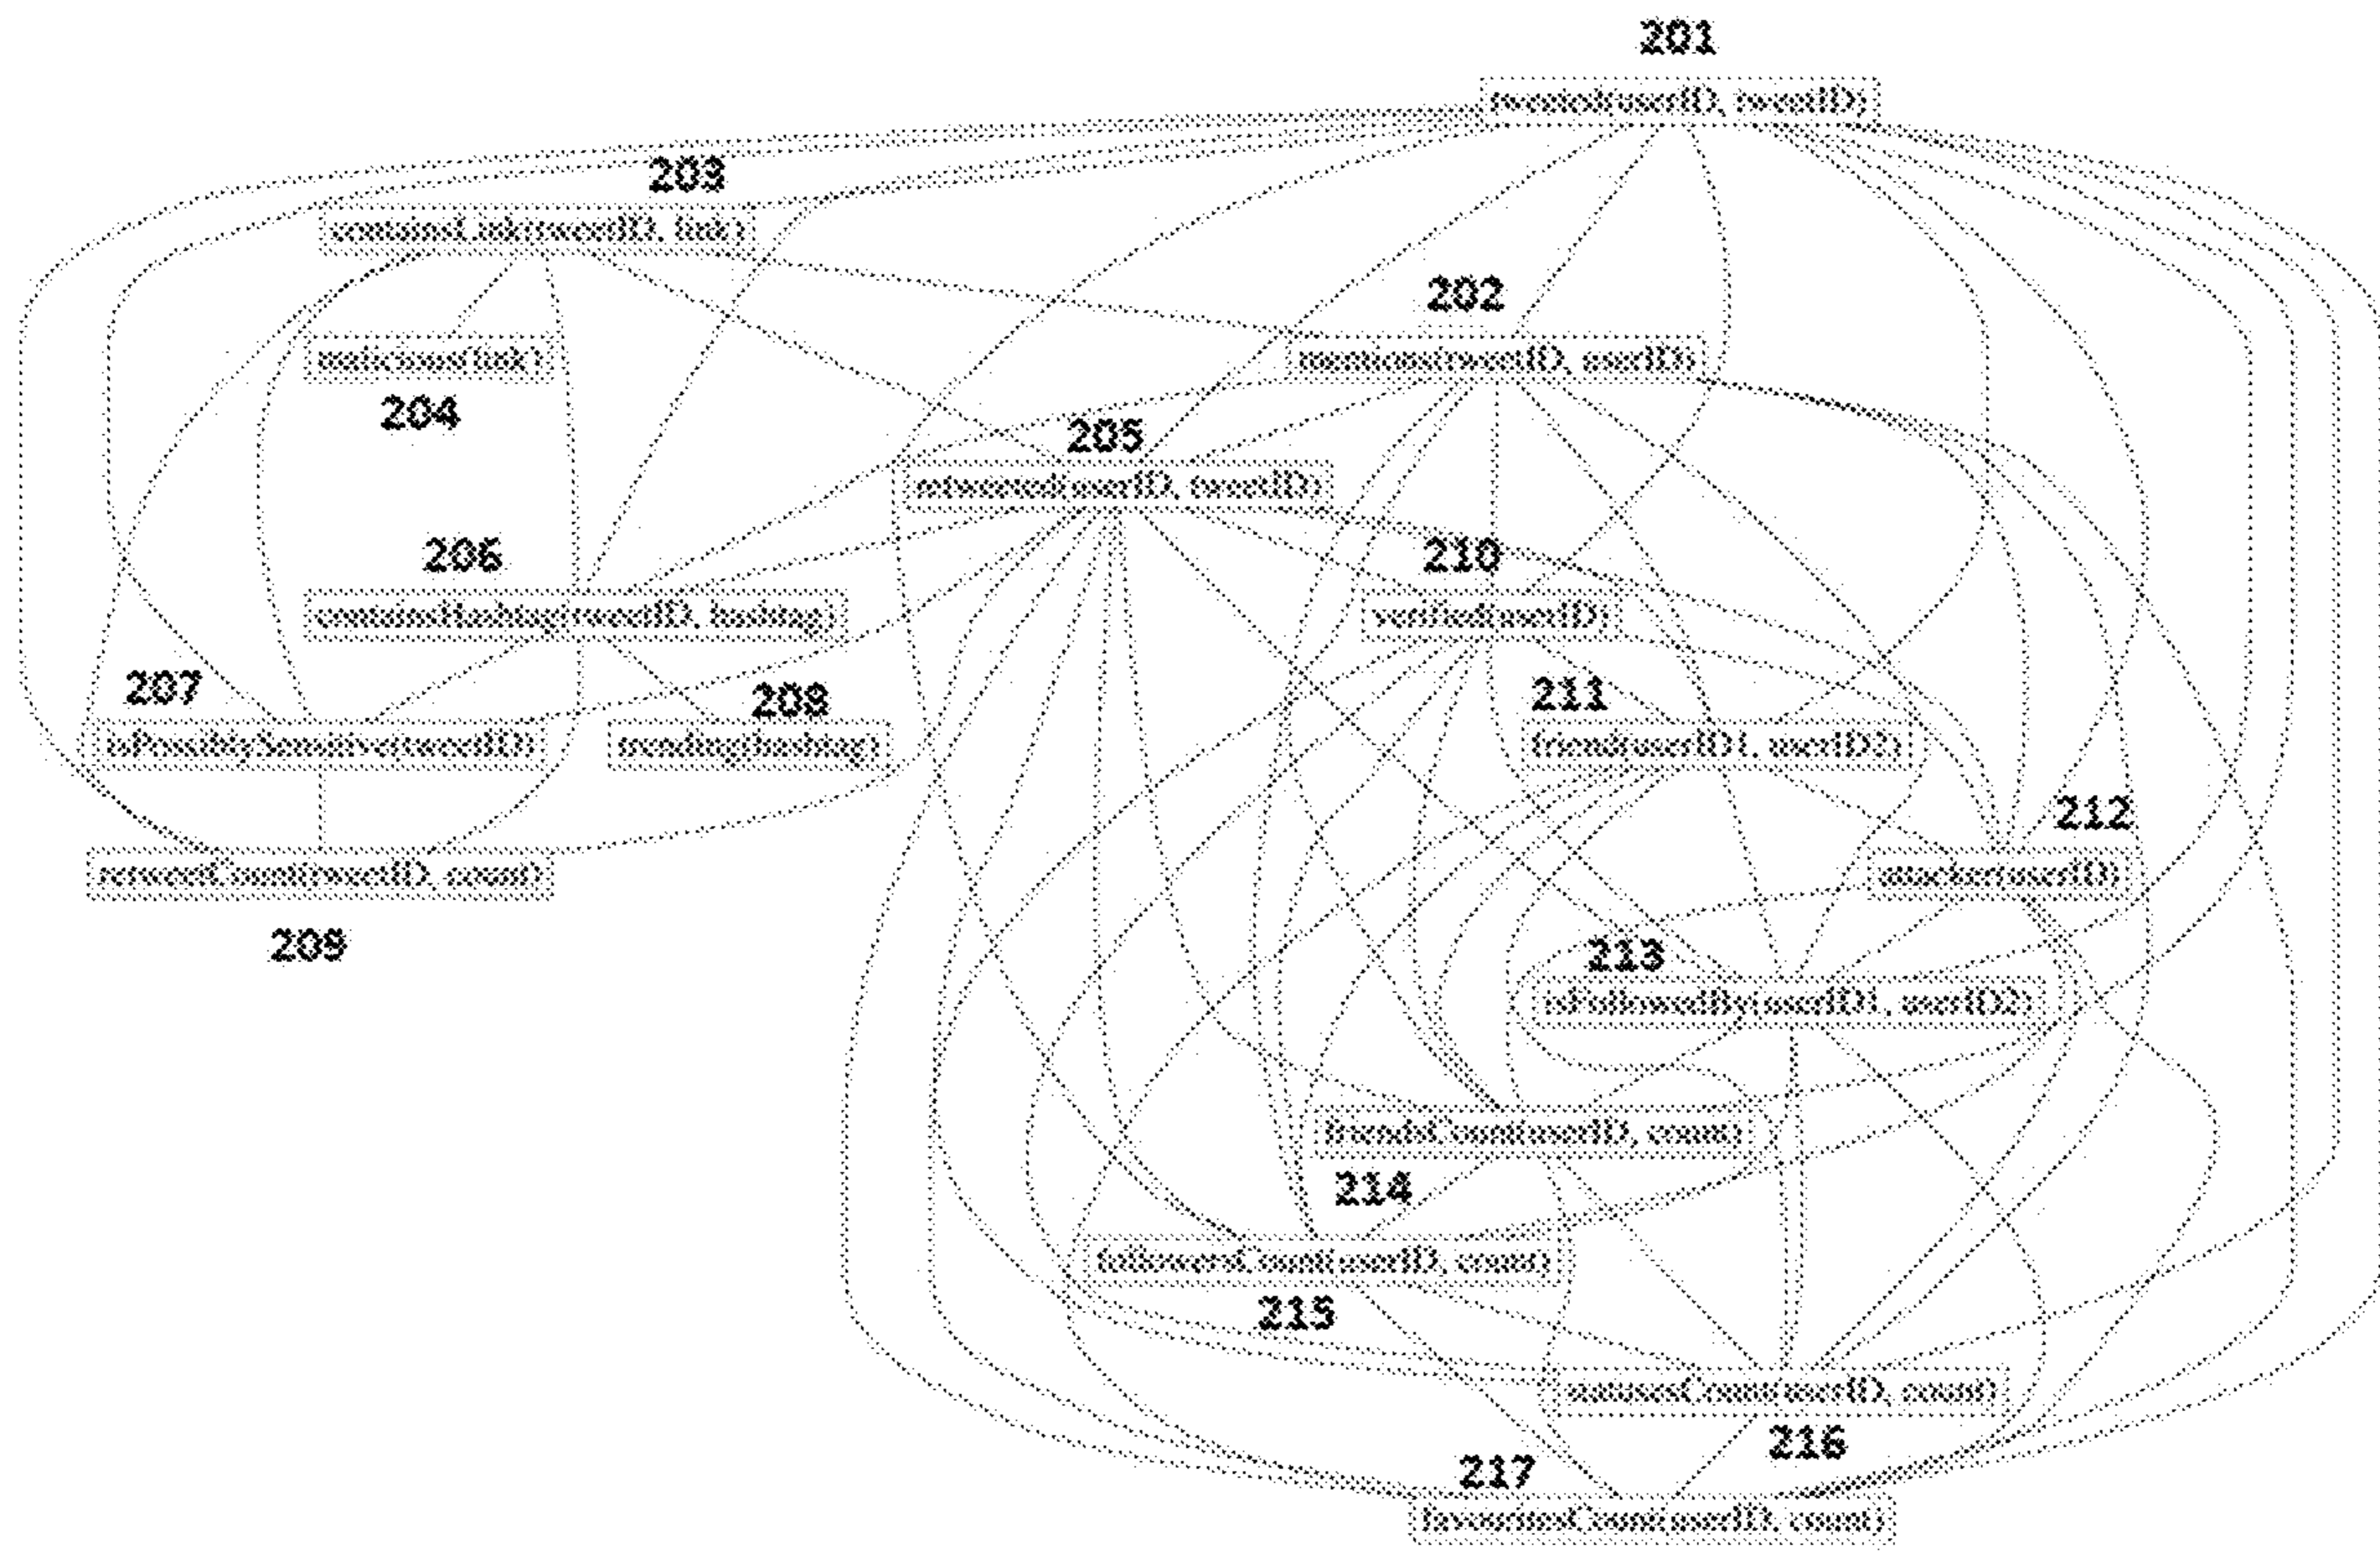 201
tweeted(userID, tweetID)
203
containsLink(tweetID, link)
202
malicious(link)
mentions(tweetID, userID)
204
205
retweeted(userID, tweetID)
206
210
containsHashtag(tweetID, hashtag)
verified(userID)
207
208
211
isPossiblySensitive(tweetID)
trending(hashtag)
friend(userID1, userID2)
212
retweetCount(tweetID, count)
attacker(userID)
209
213
isFollowedBy(userID1, userID2)
friendsCount(userID, count)
214
followersCount(userID, count)
215
statusesCount(userID, count)
216
217
favouritesCount(userID, count)